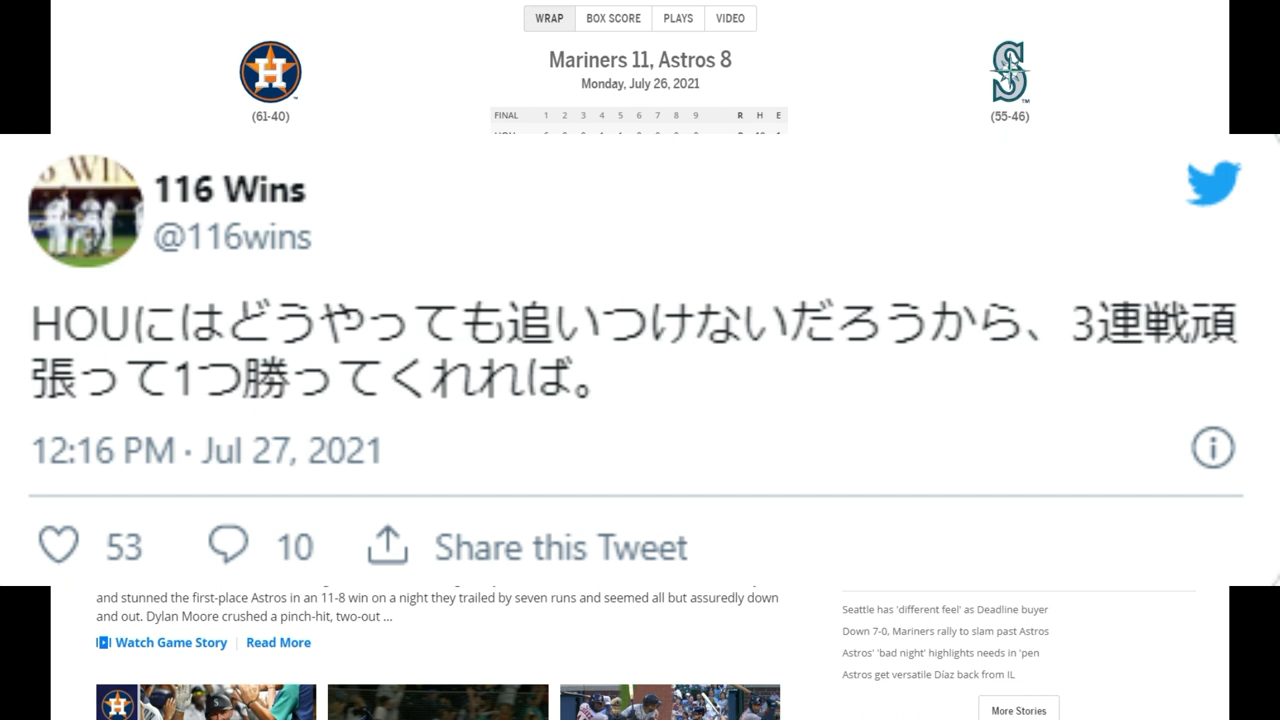 WRAP BOX SCORE PLAYS VIDEO
Mariners 11, Astros 8
Monday, July 26, 2021
(61-40) (55-46)
FINAL 1 2 3 4 5 6 7 8 9 R H E
116 Wins
@116wins
HOUにはどうやっても追いつけないだろうから、3連戦頑
張って1つ勝ってくれれば。
12:16 PM · Jul 27, 2021
53 10 Share this Tweet
and stunned the first-place Astros in an 11-8 win on a night they trailed by seven runs and seemed all but assuredly down
and out. Dylan Moore crushed a pinch-hit, two-out ...
Watch Game Story | Read More
Seattle has 'different feel' as Deadline buyer
Down 7-0, Mariners rally to slam past Astros
Astros' 'bad night' highlights needs in 'pen
Astros get versatile Díaz back from IL
More Stories